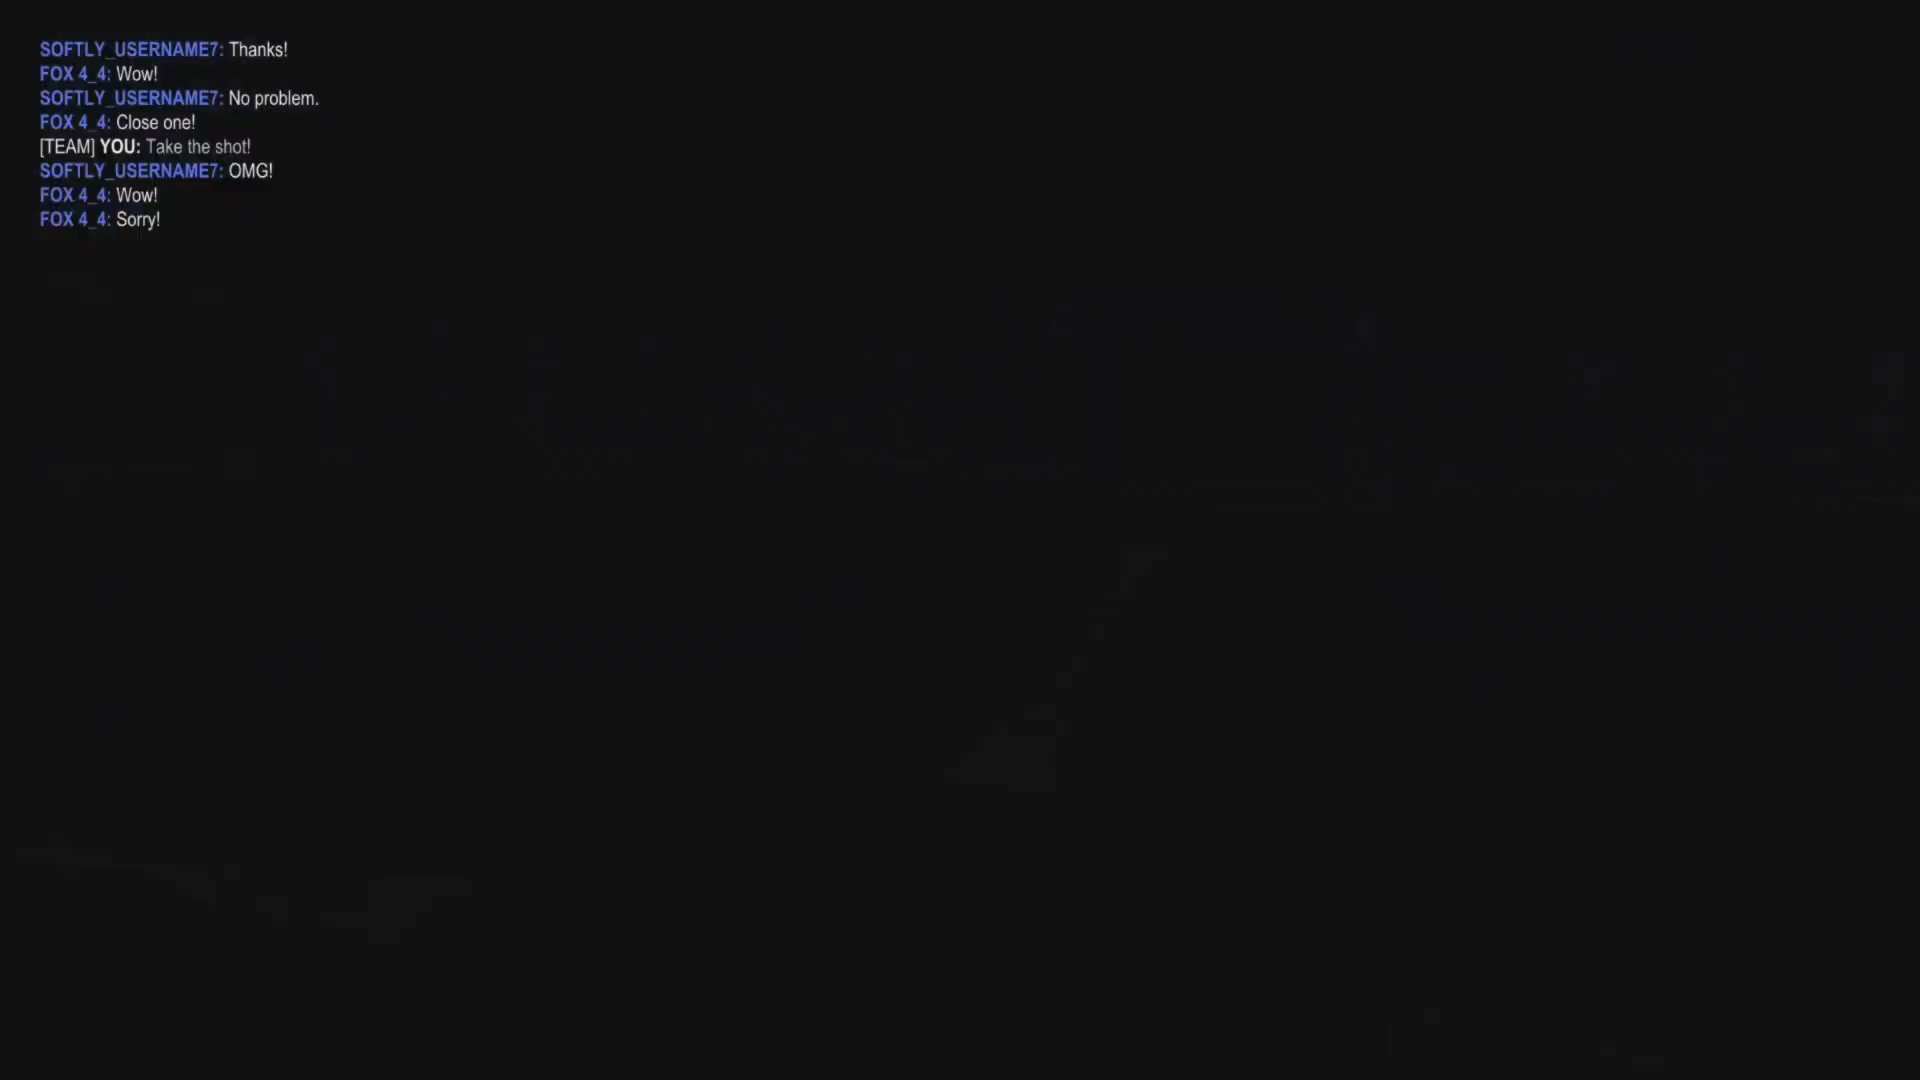 SOFTLY_USERNAME7: Thanks!
FOX 4_4: Wow!
SOFTLY_USERNAME7: No problem.
FOX 4_4: Close one!
[TEAM] YOU: Take the shot!
SOFTLY_USERNAME7: OMG!
FOX 4_4: Wow!
FOX 4_4: Sorry!